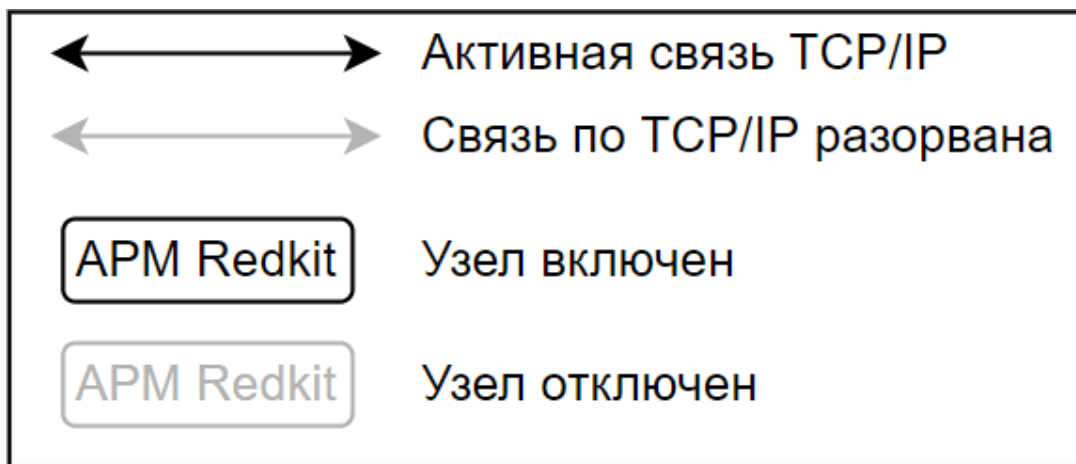 Активная связь TCP/IP
Связь по TCP/IP разорвана
АРМ Redkit Узел включен
АРМ Redkit Узел отключен